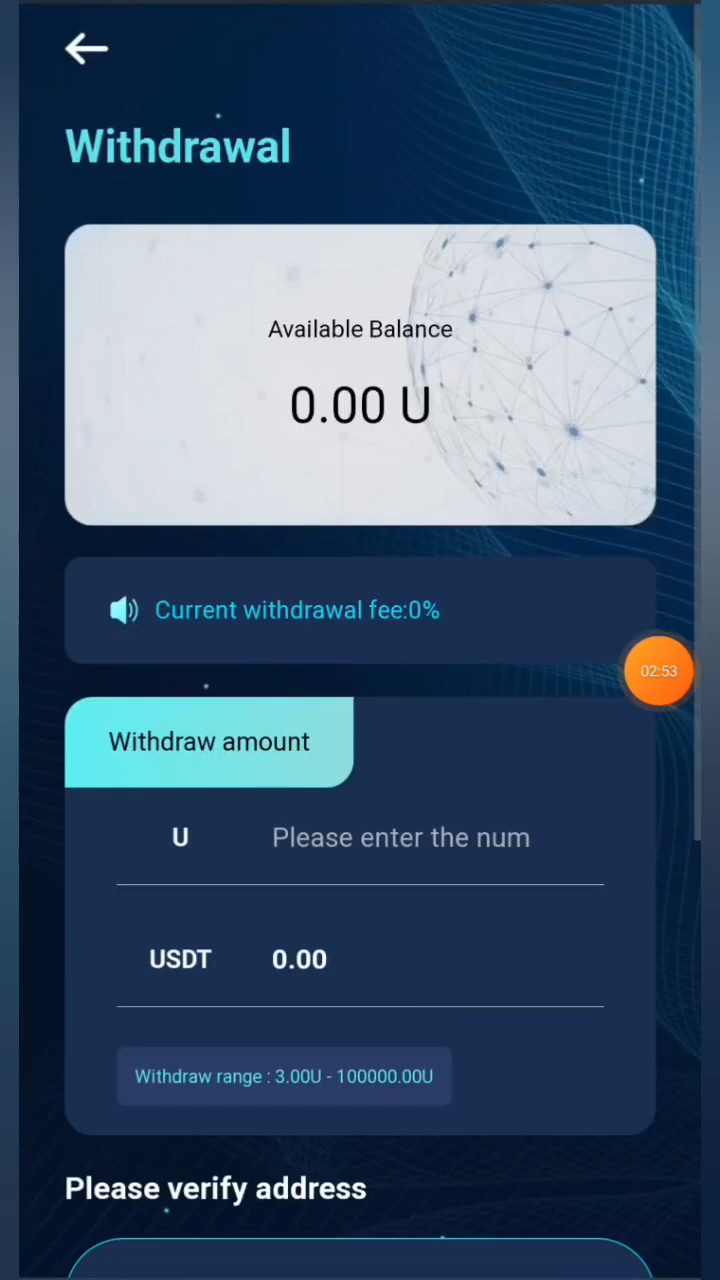 Withdrawal
Available Balance
0.00 U
Current withdrawal fee:0%
02:53
Withdraw amount
U Please enter the num
USDT 0.00
Withdraw range : 3.00U - 100000.00U
Please verify address